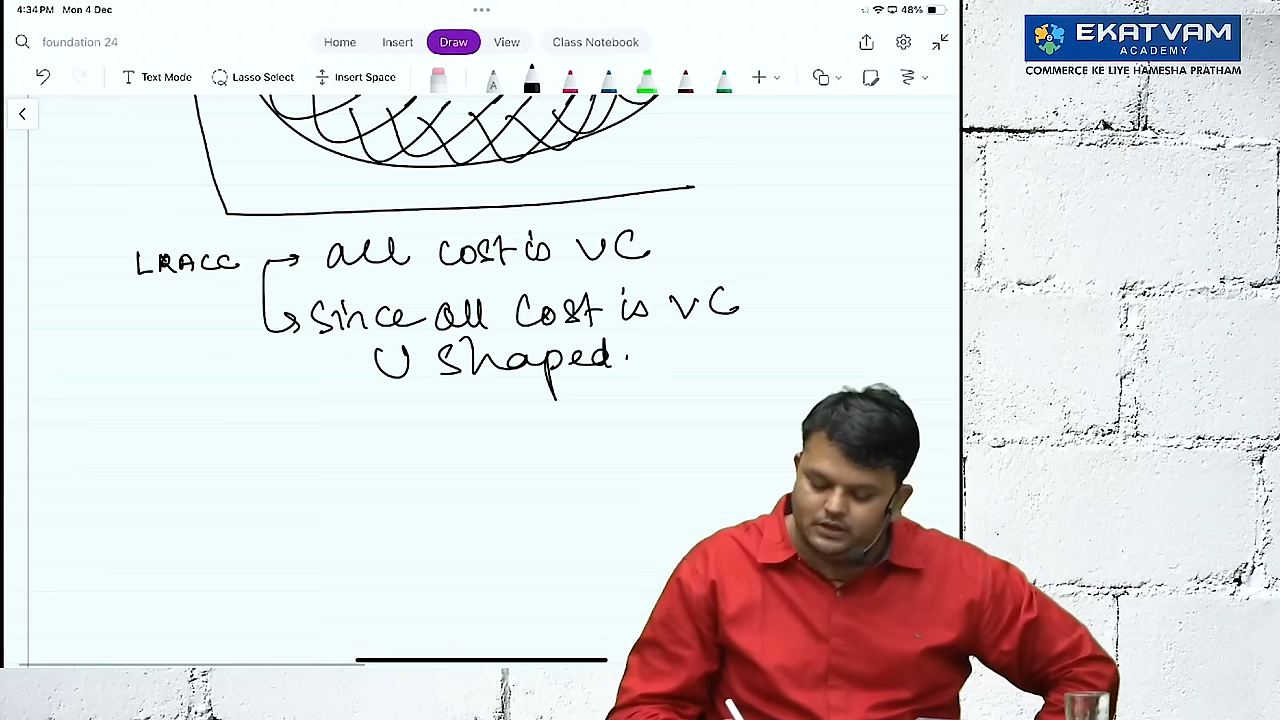 4:34 PM Mon 4 Dec
48%
foundation 24
Home Insert Draw View Class Notebook
Text Mode Lasso Select Insert Space
EKATVAM
ACADEMY
COMMERCE KE LIYE HAMESHA PRATHAM
LRACC → all cost is VC
↳ Since all cost is VC
U shaped.